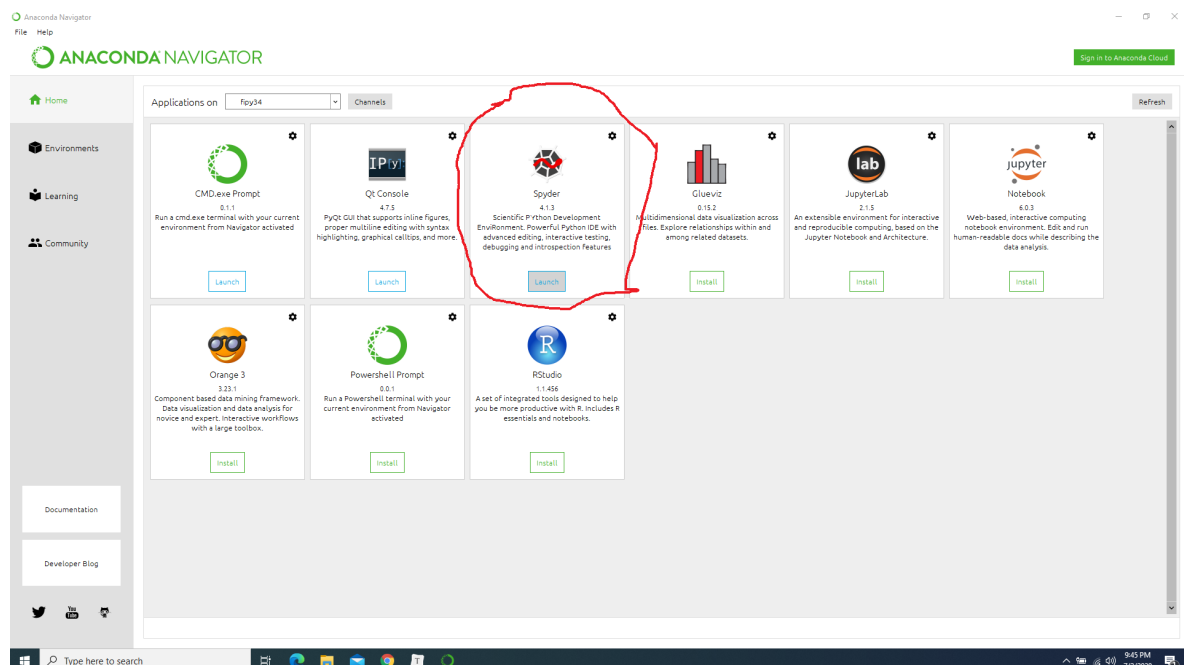 Anaconda Navigator
File Help
ANACONDA NAVIGATOR
Sign in to Anaconda Cloud
Home
Environments
Learning
Community
Documentation
Developer Blog
You
Tube
Applications on fipy34 Channels Refresh
CMD.exe Prompt
0.1.1
Run a cmd.exe terminal with your current
environment from Navigator activated
Launch
IP[y]:
Qt Console
4.7.5
PyQt GUI that supports inline figures,
proper multiline editing with syntax
highlighting, graphical calltips, and more.
Launch
Spyder
4.1.3
Scientific PYthon Development
EnviRonment. Powerful Python IDE with
advanced editing, interactive testing,
debugging and introspection features
Launch
Glueviz
0.15.2
Multidimensional data visualization across
files. Explore relationships within and
among related datasets.
Install
lab
JupyterLab
2.1.5
An extensible environment for interactive
and reproducible computing, based on the
Jupyter Notebook and Architecture.
Install
jupyter
Notebook
6.0.3
Web-based, interactive computing
notebook environment. Edit and run
human-readable docs while describing the
data analysis.
Install
Orange 3
3.23.1
Component based data mining framework.
Data visualization and data analysis for
novice and expert. Interactive workflows
with a large toolbox.
Install
Powershell Prompt
0.0.1
Run a Powershell terminal with your
current environment from Navigator
activated
Install
R
RStudio
1.1.456
A set of integrated tools designed to help
you be more productive with R. Includes R
essentials and notebooks.
Install
Type here to search
T
9:45 PM